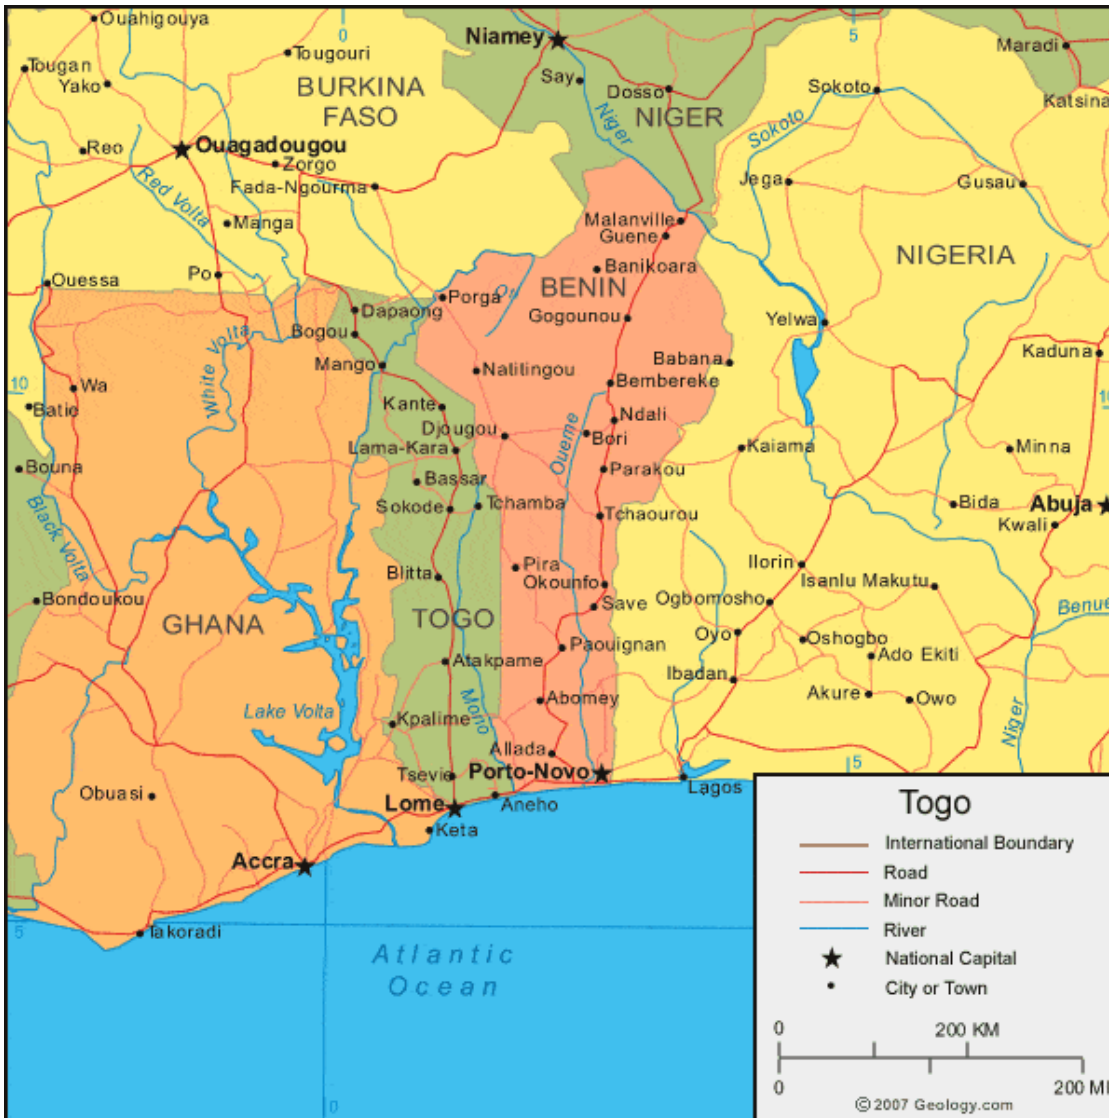 Ouahigouya
0
Niamey
5
Maradi
Tougouri
Tougan
Yako
Say
BURKINA
FASO
Dosso
NIGER
Sokoto
Katsina
Niger
Sokoto
Reo
Ouagadougou
Zorgo
Fada-Ngourma
Red Volta
Jega
Gusau
Manga
Malanville
Guene
NIGERIA
Po
Banikoara
Ouessa
Porga
BENIN
Dapaong
Gogounou
Bogou
White Volta
Yelwa
Mango
Natitingou
Babana
Kaduna
10
Wa
Bembereke
Batie
Kante
Ndali
Djougou
Bori
Lama-Kara
Oueme
Kaiama
Minna
Bouna
Bassar
Parakou
Black Volta
Sokode
Tchamba
Tchaourou
Bida
Abuja
Kwali
Blitta
Pira
Okounfo
Ilorin
Isanlu Makutu
Bondoukou
Save
Ogbomosho
Benue
GHANA
TOGO
Oyo
Oshogbo
Paouignan
Ado Ekiti
Atakpame
Ibadan
Mono
Abomey
Akure
Owo
Lake Volta
Kpalime
Niger
Allada
Tsevie
Porto-Novo
5
Lagos
Obuasi
Lome
Aneho
Keta
Accra
5
Takoradi
Atlantic
Ocean
0
Togo
International Boundary
Road
Minor Road
River
National Capital
City or Town
0 200 KM
0 200 MI
© 2007 Geology.com